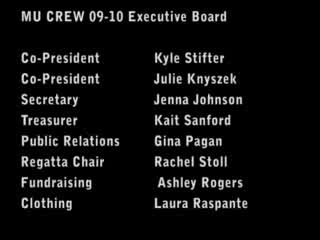 MU CREW 09-10 Executive Board
Co-President Kyle Stifter
Co-President Julie Knyszek
Secretary Jenna Johnson
Treasurer Kait Sanford
Public Relations Gina Pagan
Regatta Chair Rachel Stoll
Fundraising Ashley Rogers
Clothing Laura Raspante